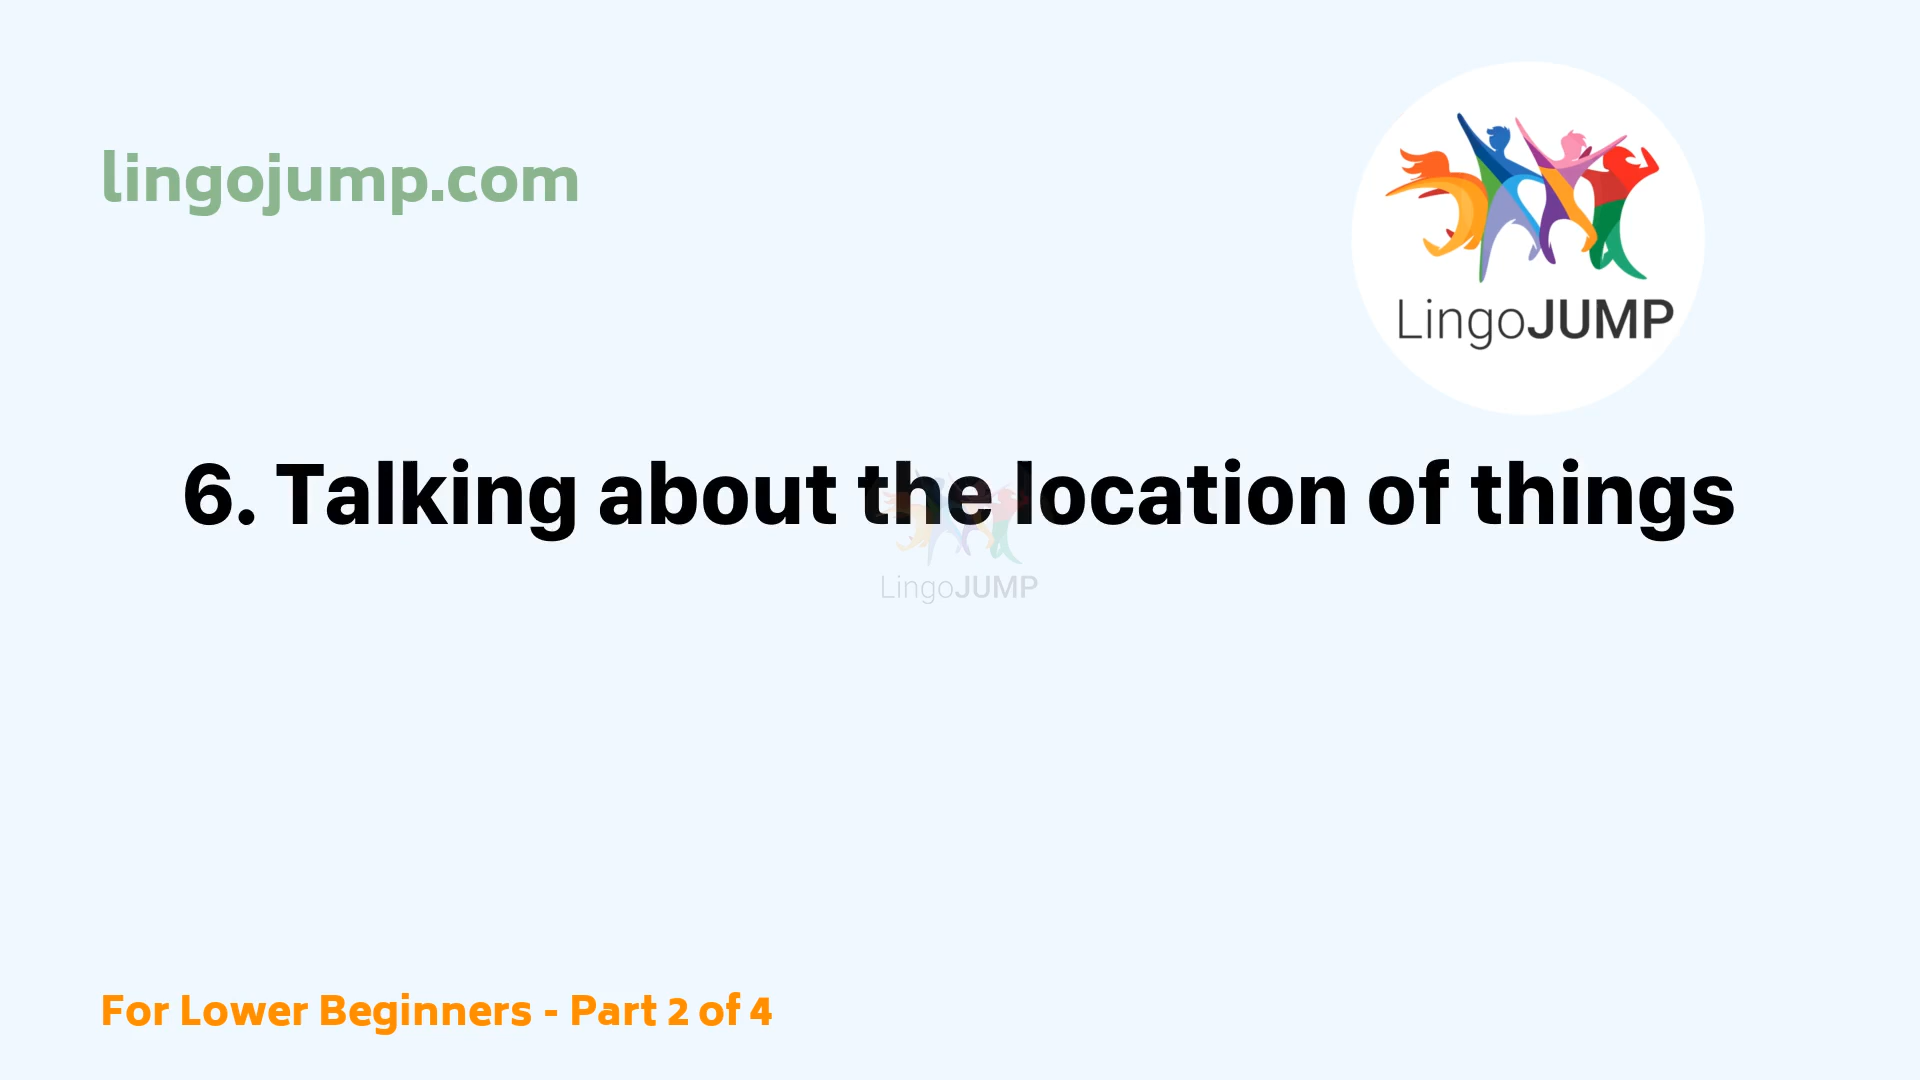 lingojump.com
LingoJUMP
6. Talking about the location of things
LingoJUMP
For Lower Beginners - Part 2 of 4